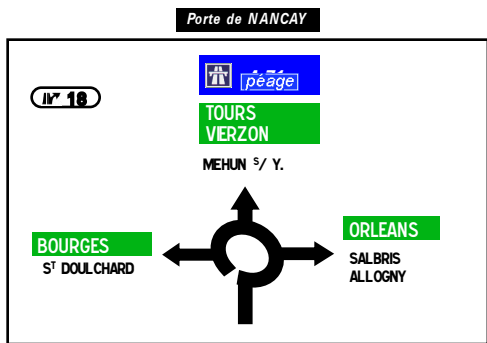 Porte de NANCAY
péage
18
TOURS
VIERZON
MEHUN S/ Y.
BOURGES
ST DOULCHARD
ORLEANS
SALBRIS
ALLOGNY